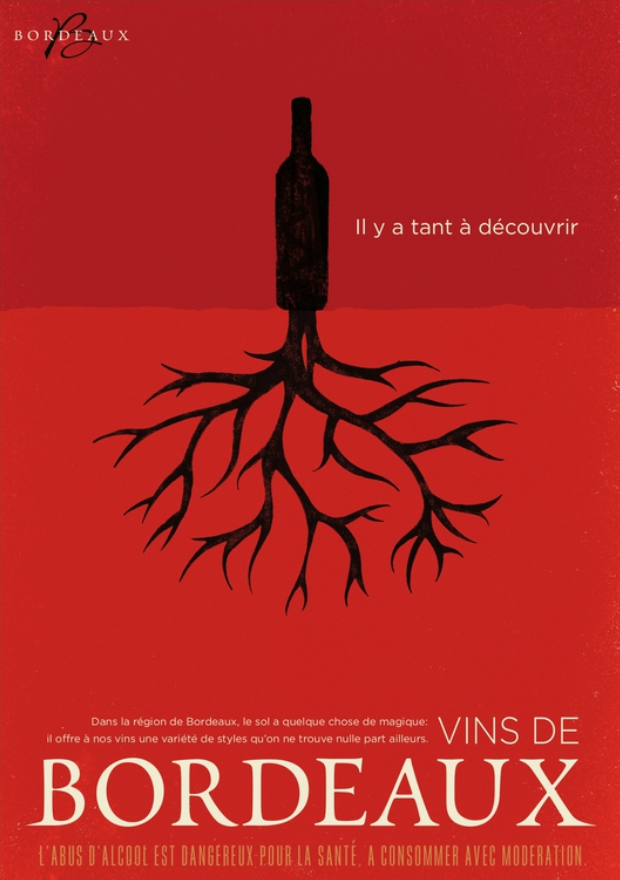 BORDEAUX
Il y a tant à découvrir
Dans la région de Bordeaux, le sol a quelque chose de magique:
il offre à nos vins une variété de styles qu'on ne trouve nulle part ailleurs.
VINS DE
BORDEAUX
L'ABUS D'ALCOOL EST DANGEREUX POUR LA SANTÉ, A CONSOMMER AVEC MODERATION.